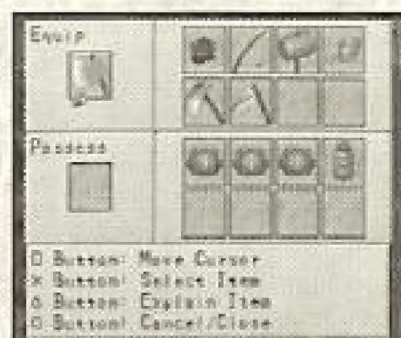 Equip
Possess
□ Button: Move Cursor
× Button: Select Item
△ Button: Explain Item
○ Button: Cancel/Close